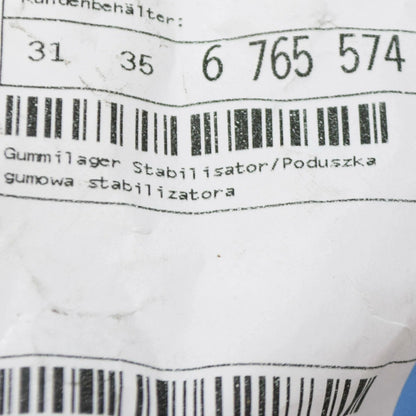 Kundenbehälter:
31 35 6 765 574
Gummilager Stabilisator/Poduszka
gumowa stabilizatora